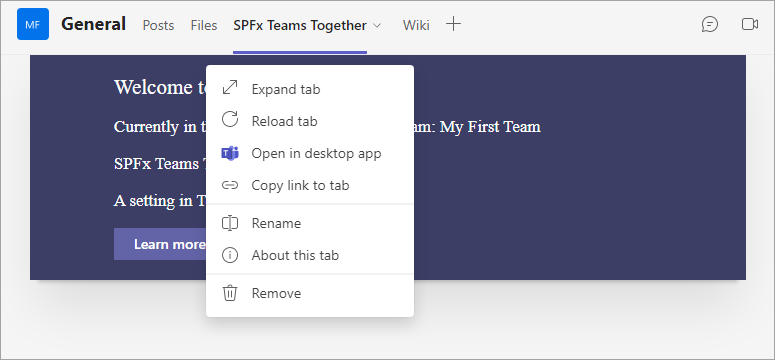 MF General Posts Files SPFx Teams Together Wiki
Welcome to
Currently in t am: My First Team
SPFx Teams T
A setting in T
Learn more
Expand tab
Reload tab
Open in desktop app
Copy link to tab
Rename
About this tab
Remove